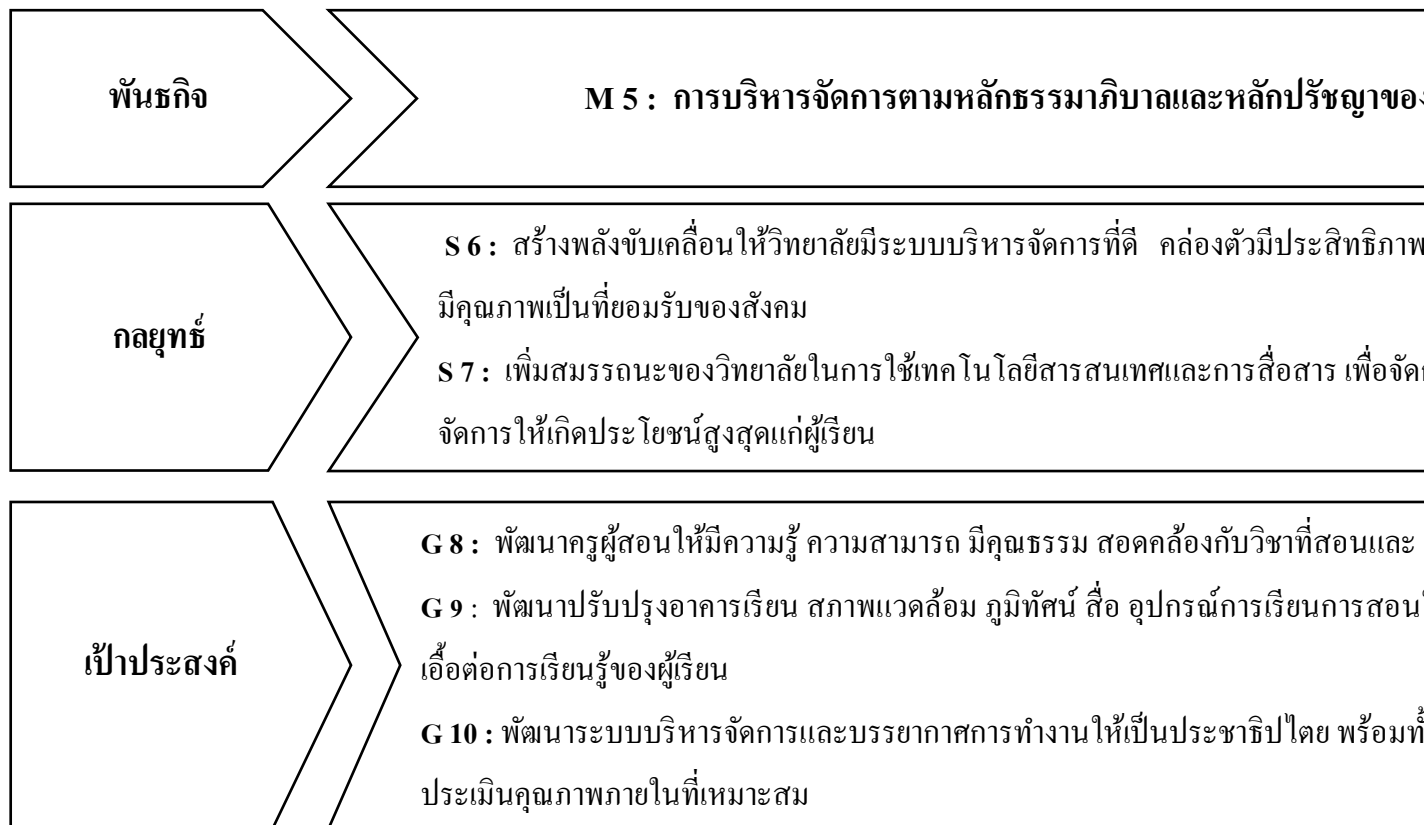 พันธกิจ
M 5 : การบริหารจัดการตามหลักธรรมาภิบาลและหลักปรัชญาของ
กลยุทธ์
S 6 : สร้างพลังขับเคลื่อนให้วิทยาลัยมีระบบบริหารจัดการที่ดี คล่องตัวมีประสิทธิภาพ
มีคุณภาพเป็นที่ยอมรับของสังคม
S 7 : เพิ่มสมรรถนะของวิทยาลัยในการใช้เทคโนโลยีสารสนเทศและการสื่อสาร เพื่อ
จัดการให้เกิดประโยชน์สูงสุดแก่ผู้เรียน
เป้าประสงค์
G 8 : พัฒนาครูผู้สอนให้มีความรู้ ความสามารถ มีคุณธรรม สอดคล้องกับวิชาที่สอนและ
G 9 : พัฒนาปรับปรุงอาคารเรียน สภาพแวดล้อม ภูมิทัศน์ สื่อ อุปกรณ์การเรียนการสอน
เอื้อต่อการเรียนรู้ของผู้เรียน
G 10 : พัฒนาระบบบริหารจัดการและบรรยากาศการทำงานให้เป็นประชาธิปไตย พร้อม
ประเมินคุณภาพภายในที่เหมาะสม